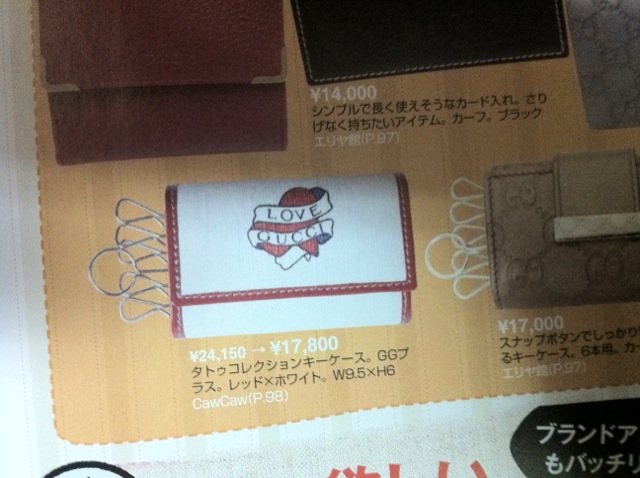 ¥14,000
シンプルで長く使えそうなカード入れ。さり
げなく持ちたいアイテム。カーフ。ブラック
エリヤ館(P.97)
LOVE
GUCCI
¥24,150 → ¥17,800
タトゥコレクションキーケース。GGプ
ラス。レッド×ホワイト。W9.5×H6
CawCaw(P.98)
¥17,000
スナップボタンでしっかり
るキーケース。6本用。カー
エリヤ館(P.97)
ブランドア
もバッチリ